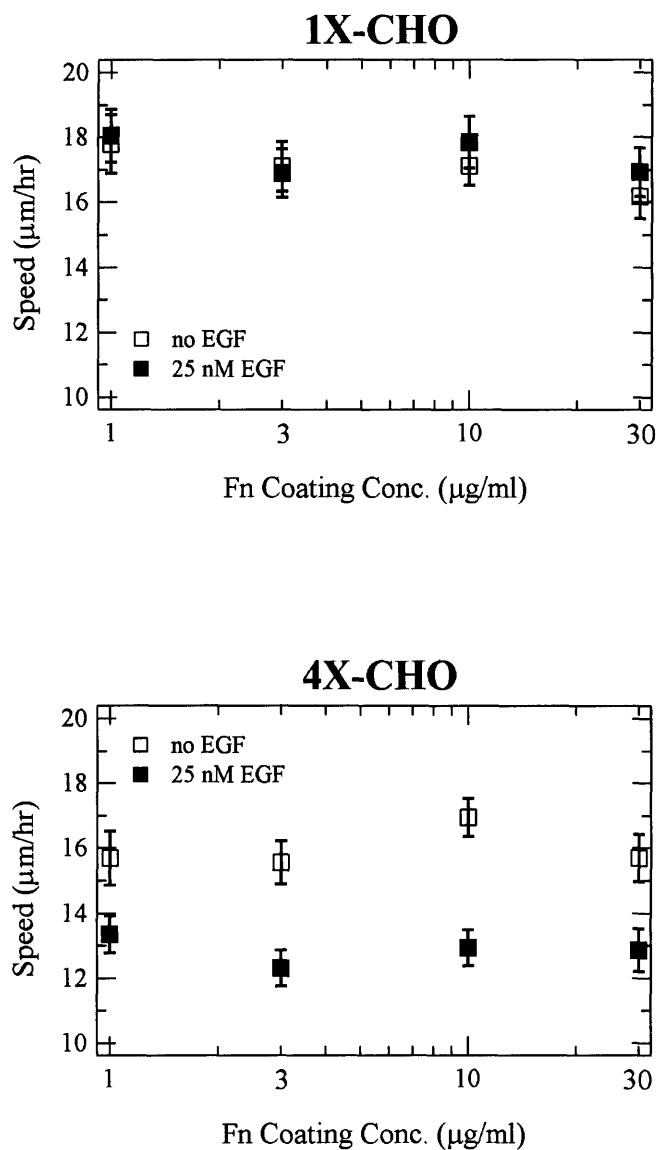 1X-CHO
20
18
16
14
12
10
Speed (µm/hr)
no EGF
25 nM EGF
1 3 10 30
Fn Coating Conc. (µg/ml)
4X-CHO
20
18
16
14
12
10
Speed (µm/hr)
no EGF
25 nM EGF
1 3 10 30
Fn Coating Conc. (µg/ml)